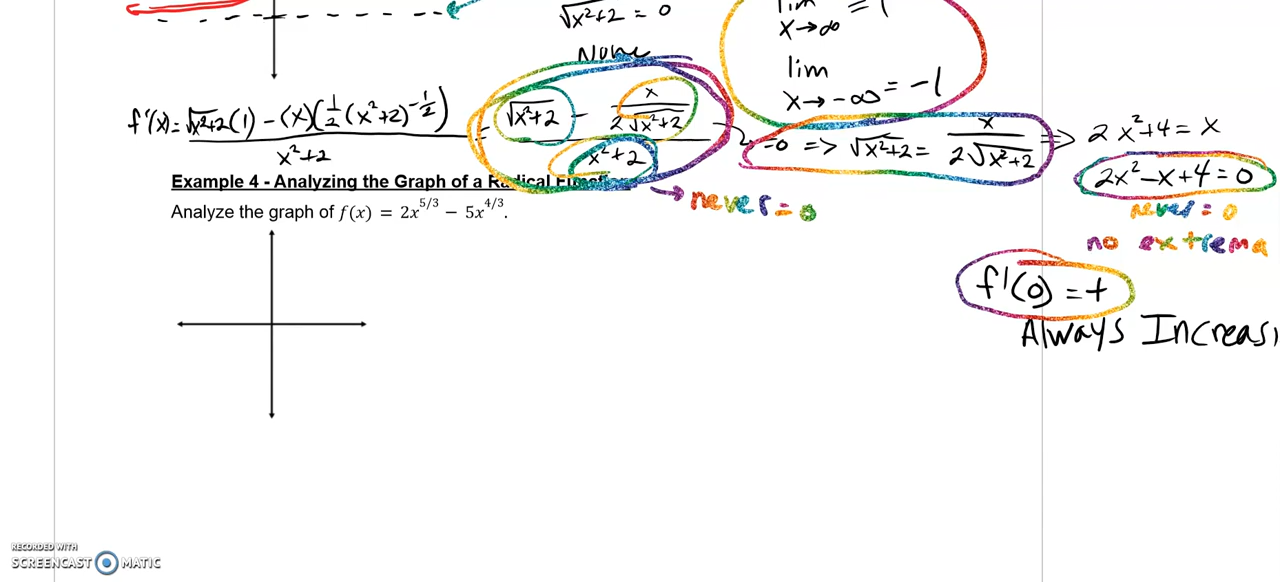 √x²+2 = 0
None
lim
x→∞ = 1
lim
x→-∞ = -1
f'(x) = √x²+2 (1) - (x)(1/2 (x²+2)^-1/2) / x²+2 = √x²+2 - x / 2√x²+2 / x²+2 = 0 => √x²+2 = x / 2√x²+2 => 2x²+4 = x
2x²-x+4=0
→ never = 0
never = 0
no extrema
f'(0) = +
Always Increasi
Example 4 - Analyzing the Graph of a Radical Function
Analyze the graph of f(x) = 2x^5/3 − 5x^4/3.
RECORDED WITH
SCREENCAST MATIC